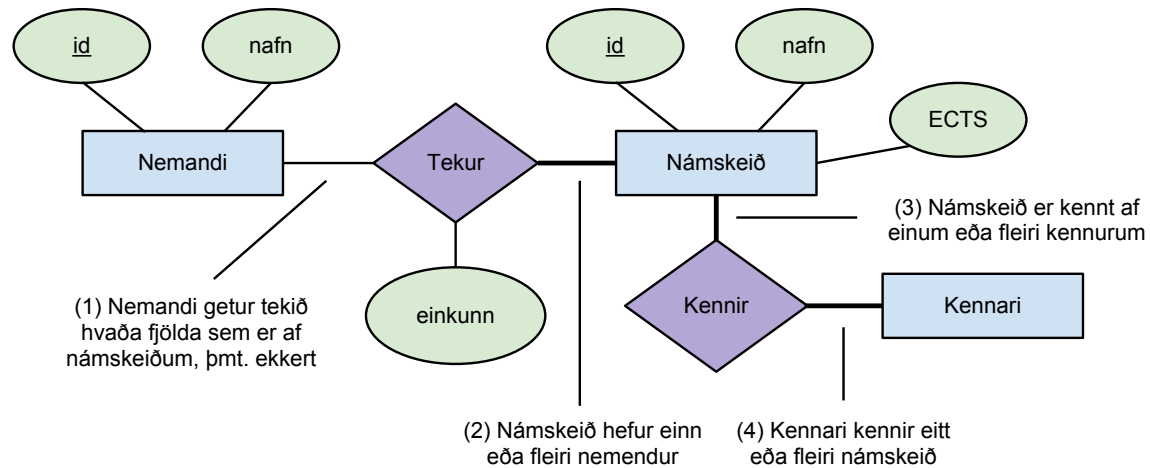 id
nafn
id
nafn
ECTS
Nemandi
Tekur
Námskeið
(3) Námskeið er kennt af
einum eða fleiri kennurum
(1) Nemandi getur tekið
hvaða fjölda sem er af
námskeiðum, þmt. ekkert
einkunn
Kennir
Kennari
(2) Námskeið hefur einn
eða fleiri nemendur
(4) Kennari kennir eitt
eða fleiri námskeið